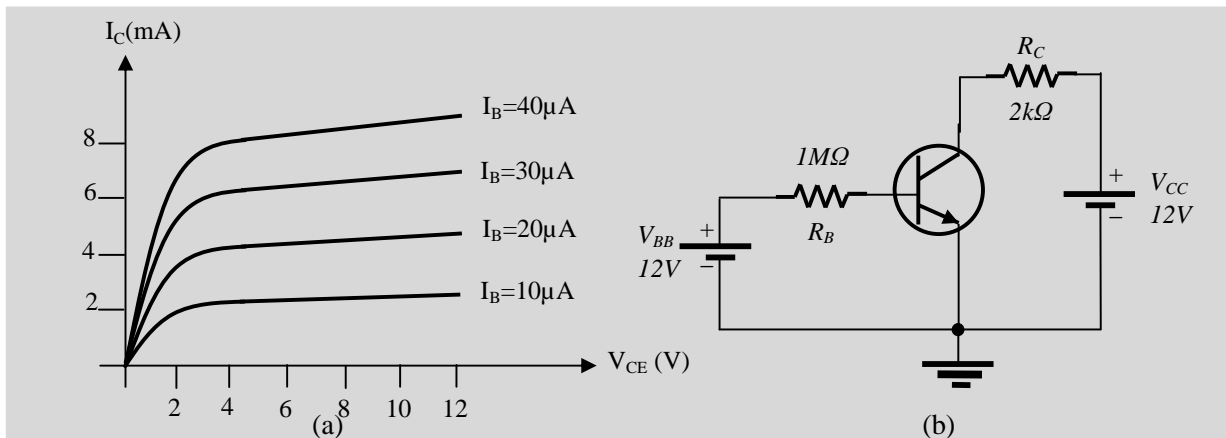 I_C(mA)
8
6
4
2
I_B=40µA
I_B=30µA
I_B=20µA
I_B=10µA
V_CE (V)
2 4 6 8 10 12
(a)
R_C
2kΩ
1MΩ
R_B
+
V_BB
12V
−
+
V_CC
12V
−
(b)